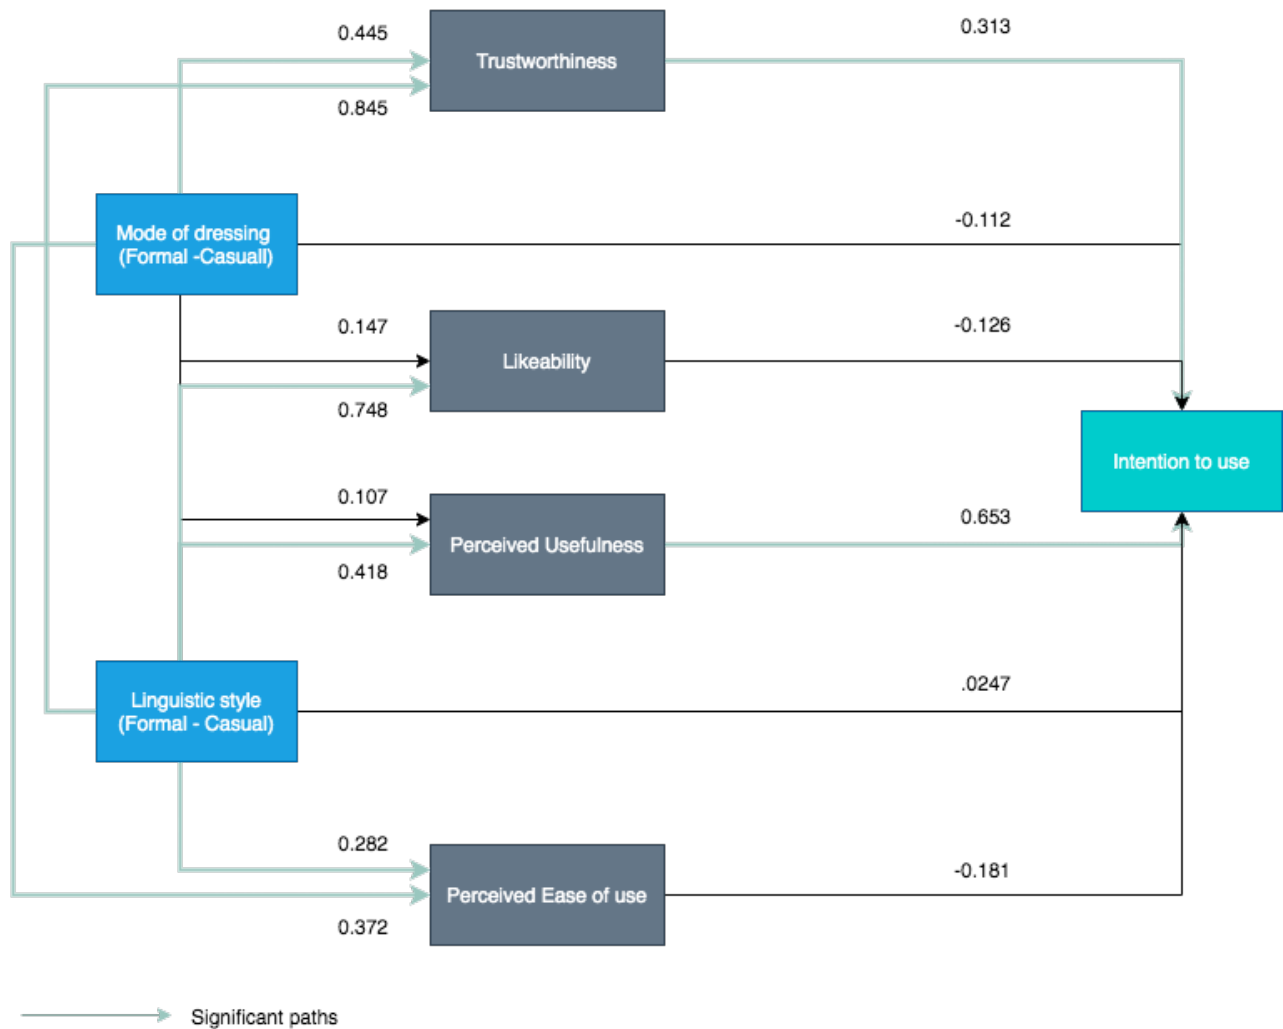 0.445
Trustworthiness
0.313
0.845
Mode of dressing
(Formal -Casuall)
-0.112
0.147
Likeability
-0.126
0.748
Intention to use
0.107
Perceived Usefulness
0.653
0.418
Linguistic style
(Formal - Casual)
.0247
0.282
Perceived Ease of use
-0.181
0.372
Significant paths